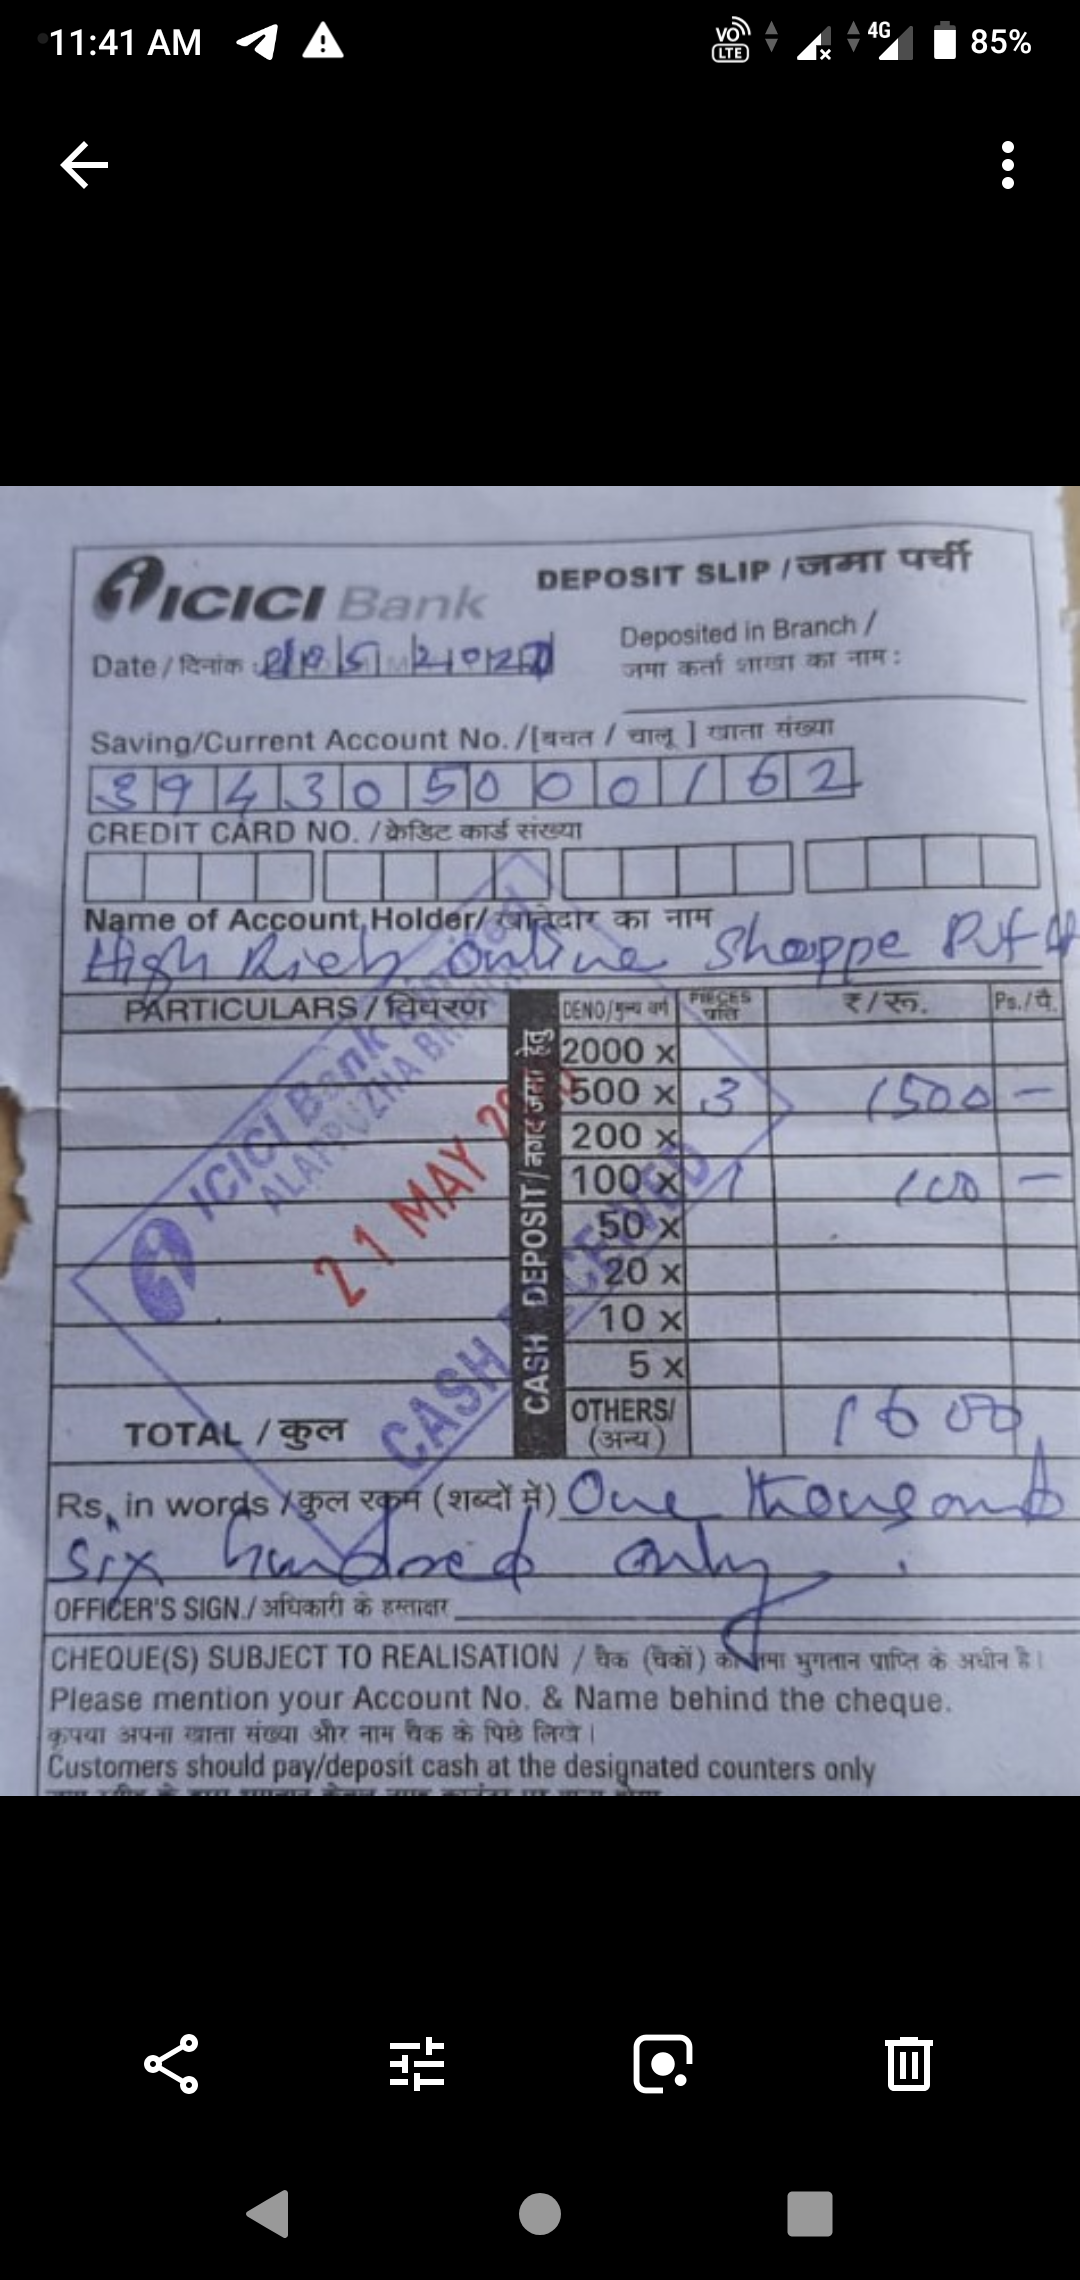 11:41 AM VO LTE 4G 85%
ICICI Bank DEPOSIT SLIP / जमा पर्ची
Deposited in Branch /
जमा कर्ता शाखा का नाम :
Date / दिनांक :
Saving/Current Account No. / [बचत / चालू ] खाता संख्या
394305000162
CREDIT CARD NO. / क्रेडिट कार्ड संख्या
Name of Account Holder/ खातेदार का नाम
High Rich Online Shoppe Pvt
PARTICULARS / विवरण DENO/मुल्य वर्ग PIECES प्रति ₹ / रू. Ps. / पै.
CASH DEPOSIT / नकद जमा हेतु
2000 x
500 x 3 1500 -
200 x
100 x 1 100 -
50 x
20 x
10 x
5 x
TOTAL / कुल OTHERS/ (अन्य) 1600
ICICI Bank Limited
ALAPPUZHA BRANCH
21 MAY
CASH RECEIVED
Rs. in words / कुल रकम (शब्दों में) One thousand
six hundred only.
OFFICER'S SIGN./ अधिकारी के हस्ताक्षर
CHEQUE(S) SUBJECT TO REALISATION / चैक (चैकों) का जमा भुगतान प्राप्ति के अधीन है।
Please mention your Account No. & Name behind the cheque.
कृपया अपना खाता संख्या और नाम चैक के पिछे लिखे।
Customers should pay/deposit cash at the designated counters only